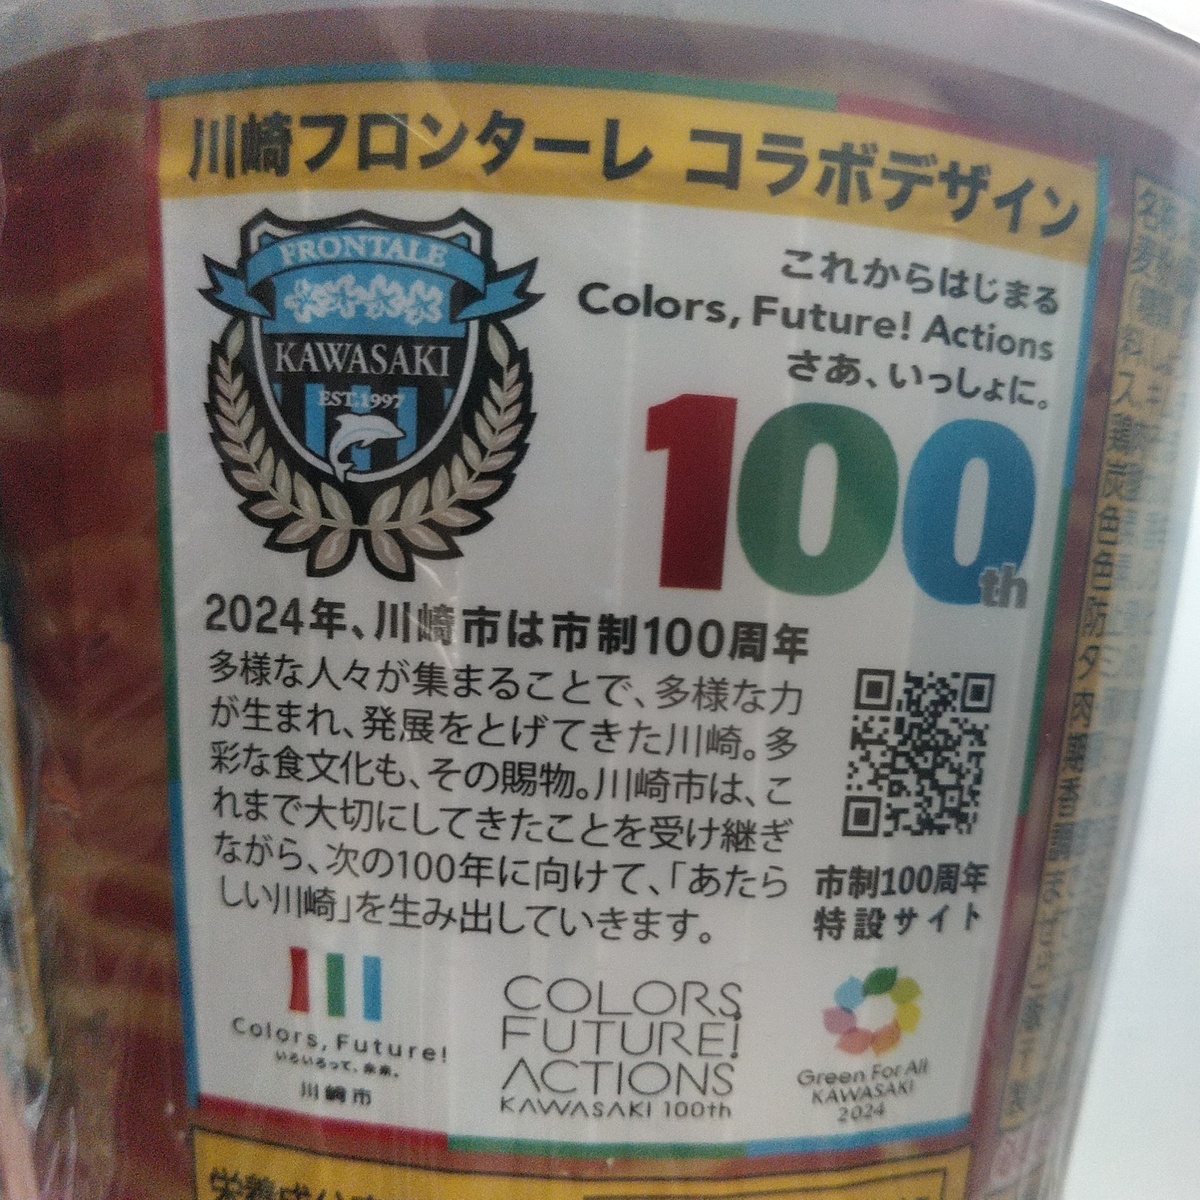 川崎フロンターレ コラボデザイン
FRONTALE
KAWASAKI
EST.1997
これからはじまる
Colors, Future! Actions
さあ、いっしょに。
100th
2024年、川崎市は市制100周年
多様な人々が集まることで、多様な力
が生まれ、発展をとげてきた川崎。多
彩な食文化も、その賜物。川崎市は、こ
れまで大切にしてきたことを受け継ぎ
ながら、次の100年に向けて、「あたら
しい川崎」を生み出していきます。
市制100周年
特設サイト
Colors, Future!
いろいろって、未来。
川崎市
COLORS,
FUTURE!
ACTIONS
KAWASAKI 100th
Green For All
KAWASAKI
2024
栄養成分